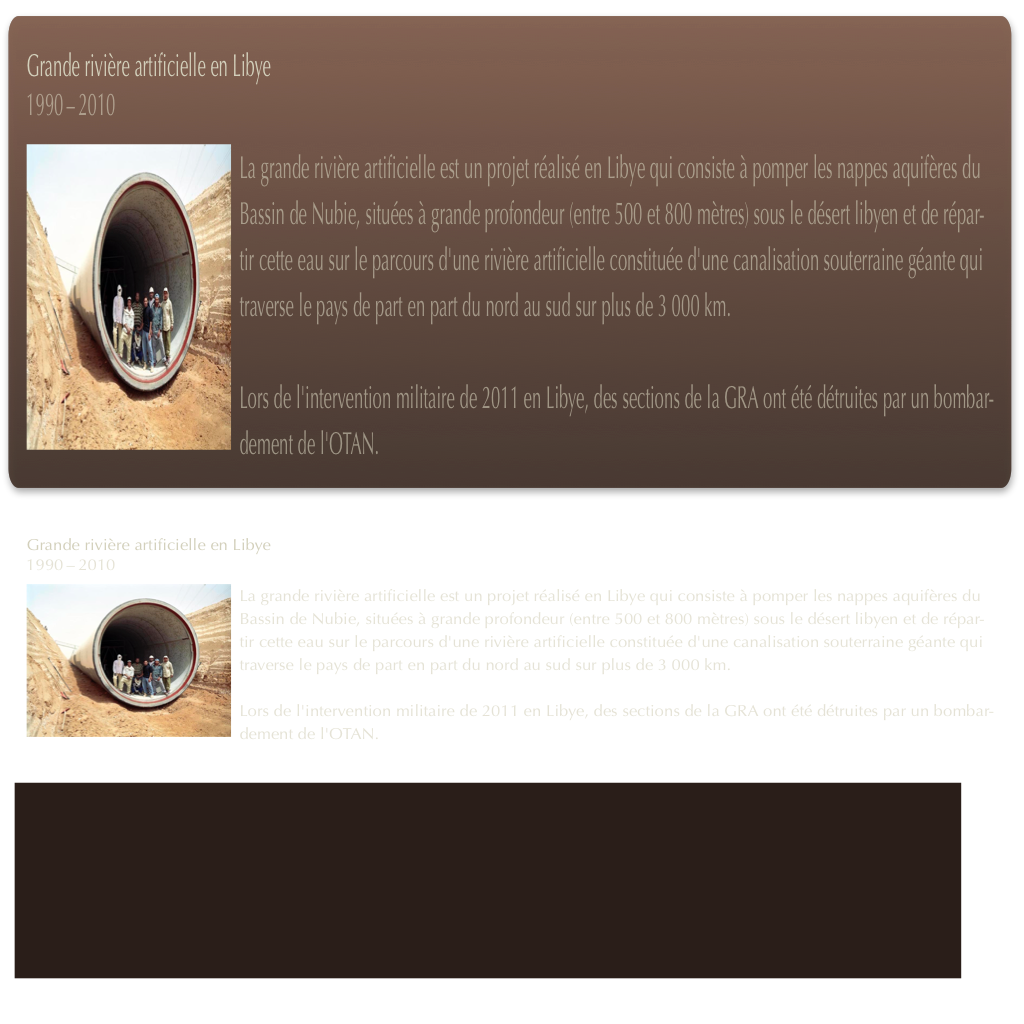 Grande rivière artificielle en Libye
1990 – 2010
La grande rivière artificielle est un projet réalisé en Libye qui consiste à pomper les nappes aquifères du
Bassin de Nubie, situées à grande profondeur (entre 500 et 800 mètres) sous le désert libyen et de répar-
tir cette eau sur le parcours d'une rivière artificielle constituée d'une canalisation souterraine géante qui
traverse le pays de part en part du nord au sud sur plus de 3 000 km.
Lors de l'intervention militaire de 2011 en Libye, des sections de la GRA ont été détruites par un bombar-
dement de l'OTAN.
Grande rivière artificielle en Libye
1990 – 2010
La grande rivière artificielle est un projet réalisé en Libye qui consiste à pomper les nappes aquifères du
Bassin de Nubie, situées à grande profondeur (entre 500 et 800 mètres) sous le désert libyen et de répar-
tir cette eau sur le parcours d'une rivière artificielle constituée d'une canalisation souterraine géante qui
traverse le pays de part en part du nord au sud sur plus de 3 000 km.
Lors de l'intervention militaire de 2011 en Libye, des sections de la GRA ont été détruites par un bombar-
dement de l'OTAN.